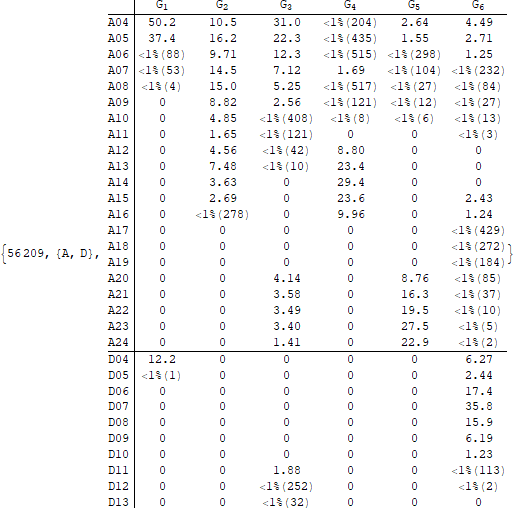 G1 G2 G3 G4 G5 G6
A04 50.2 10.5 31.0 <1%(204) 2.64 4.49
A05 37.4 16.2 22.3 <1%(435) 1.55 2.71
A06 <1%(88) 9.71 12.3 <1%(515) <1%(298) 1.25
A07 <1%(53) 14.5 7.12 1.69 <1%(104) <1%(232)
A08 <1%(4) 15.0 5.25 <1%(517) <1%(27) <1%(84)
A09 0 8.82 2.56 <1%(121) <1%(12) <1%(27)
A10 0 4.85 <1%(408) <1%(8) <1%(6) <1%(13)
A11 0 1.65 <1%(121) 0 0 <1%(3)
A12 0 4.56 <1%(42) 8.80 0 0
A13 0 7.48 <1%(10) 23.4 0 0
A14 0 3.63 0 29.4 0 0
A15 0 2.69 0 23.6 0 2.43
A16 0 <1%(278) 0 9.96 0 1.24
A17 0 0 0 0 0 <1%(429)
{56209, {A, D}, A18 0 0 0 0 0 <1%(272) }
A19 0 0 0 0 0 <1%(184)
A20 0 0 4.14 0 8.76 <1%(85)
A21 0 0 3.58 0 16.3 <1%(37)
A22 0 0 3.49 0 19.5 <1%(10)
A23 0 0 3.40 0 27.5 <1%(5)
A24 0 0 1.41 0 22.9 <1%(2)
D04 12.2 0 0 0 0 6.27
D05 <1%(1) 0 0 0 0 2.44
D06 0 0 0 0 0 17.4
D07 0 0 0 0 0 35.8
D08 0 0 0 0 0 15.9
D09 0 0 0 0 0 6.19
D10 0 0 0 0 0 1.23
D11 0 0 1.88 0 0 <1%(113)
D12 0 0 <1%(252) 0 0 <1%(2)
D13 0 0 <1%(32) 0 0 0